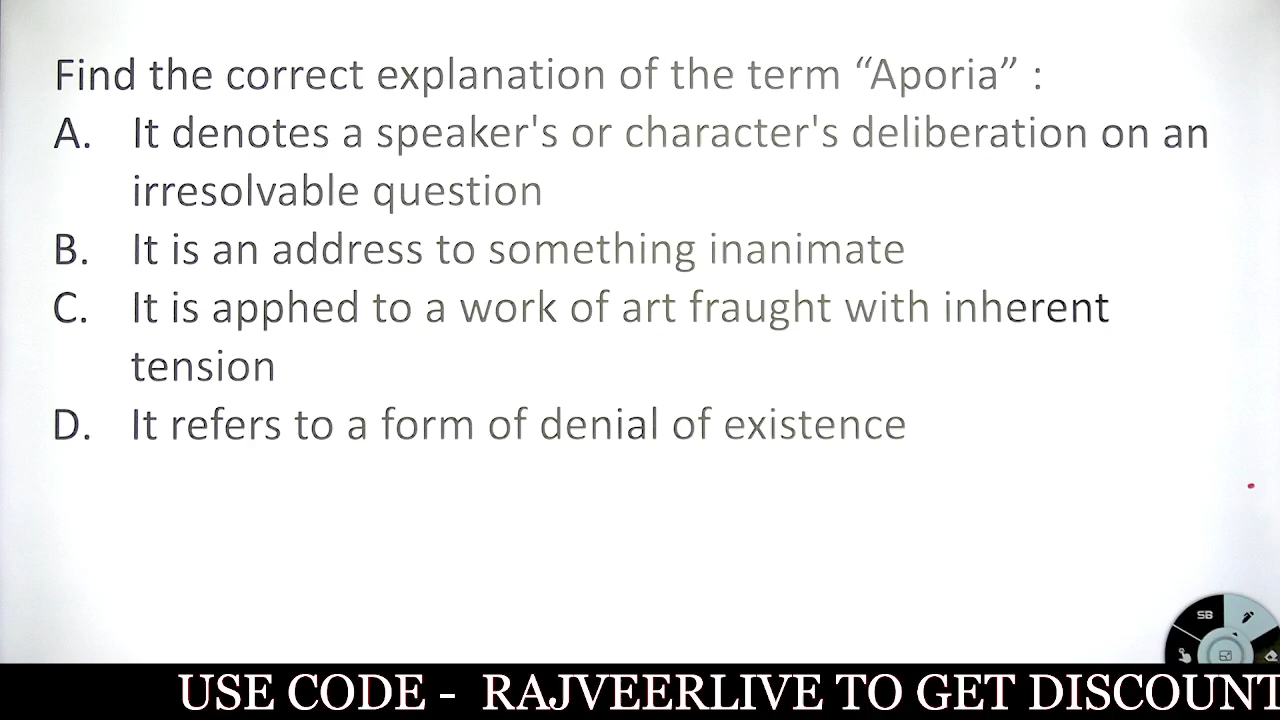 Find the correct explanation of the term “Aporia” :
A. It denotes a speaker's or character's deliberation on an
irresolvable question
B. It is an address to something inanimate
C. It is apphed to a work of art fraught with inherent
tension
D. It refers to a form of denial of existence
SB
USE CODE - RAJVEERLIVE TO GET DISCOUNT